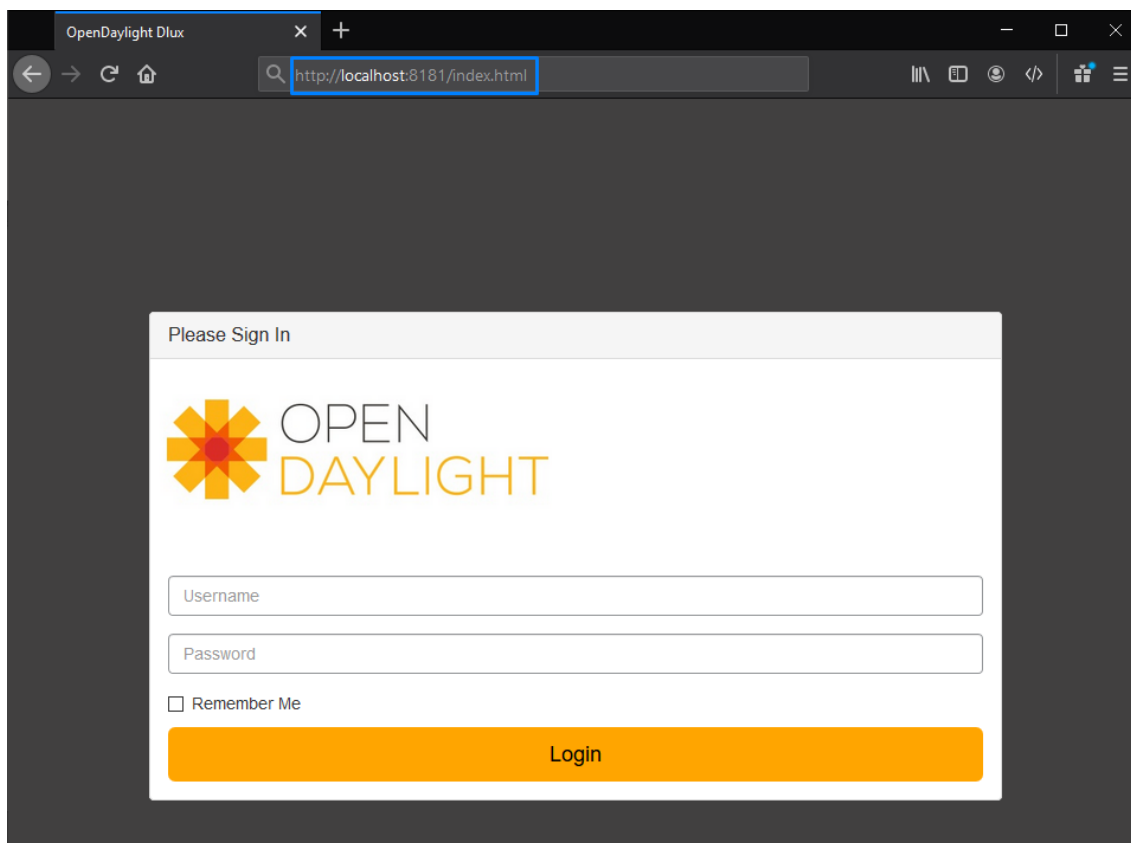 OpenDaylight Dlux
http://localhost:8181/index.html
Please Sign In
OPEN
DAYLIGHT
Username
Password
Remember Me
Login